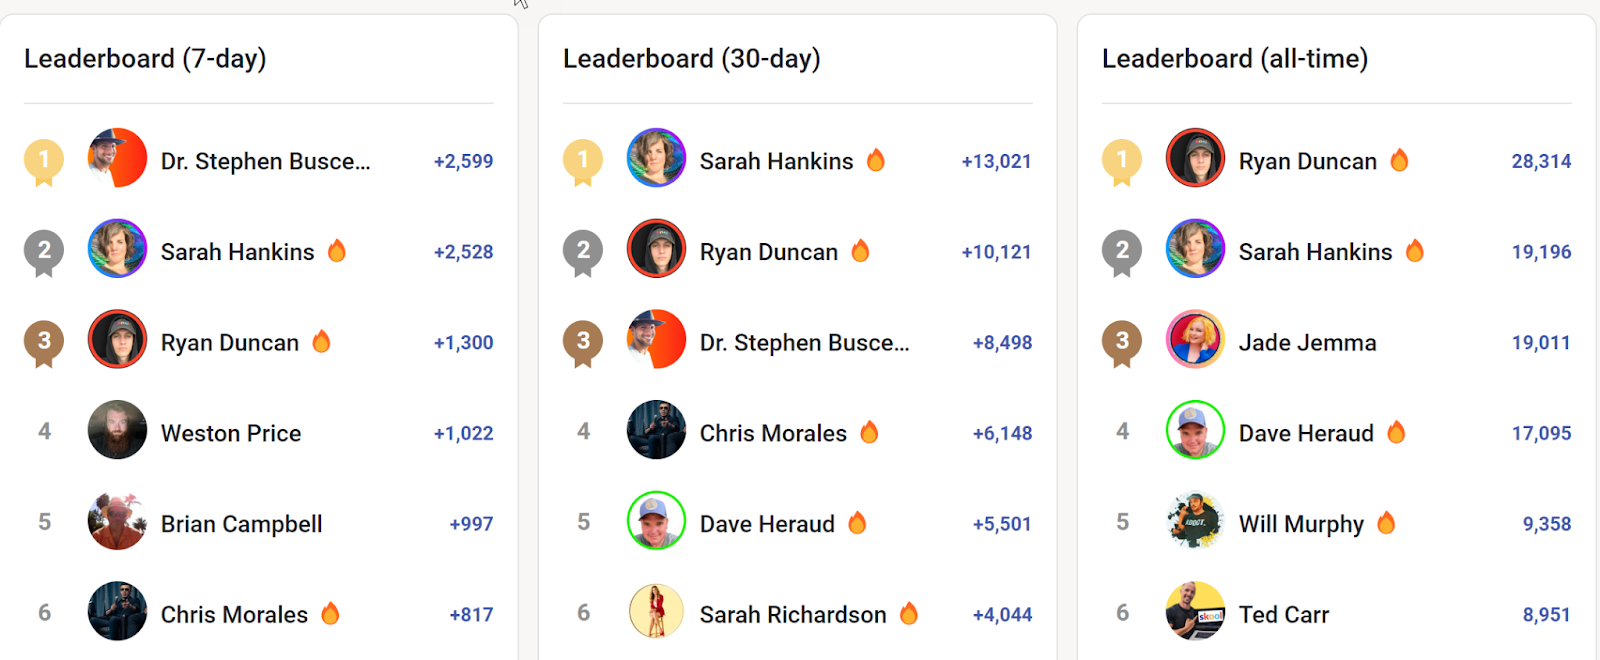 Leaderboard (7-day)
1 Dr. Stephen Busce... +2,599
2 Sarah Hankins 🔥 +2,528
3 Ryan Duncan 🔥 +1,300
4 Weston Price +1,022
5 Brian Campbell +997
6 Chris Morales 🔥 +817
Leaderboard (30-day)
1 Sarah Hankins 🔥 +13,021
2 Ryan Duncan 🔥 +10,121
3 Dr. Stephen Busce... +8,498
4 Chris Morales 🔥 +6,148
5 Dave Heraud 🔥 +5,501
6 Sarah Richardson 🔥 +4,044
Leaderboard (all-time)
1 Ryan Duncan 🔥 28,314
2 Sarah Hankins 🔥 19,196
3 Jade Jemma 19,011
4 Dave Heraud 🔥 17,095
5 Will Murphy 🔥 9,358
6 Ted Carr 8,951
skool